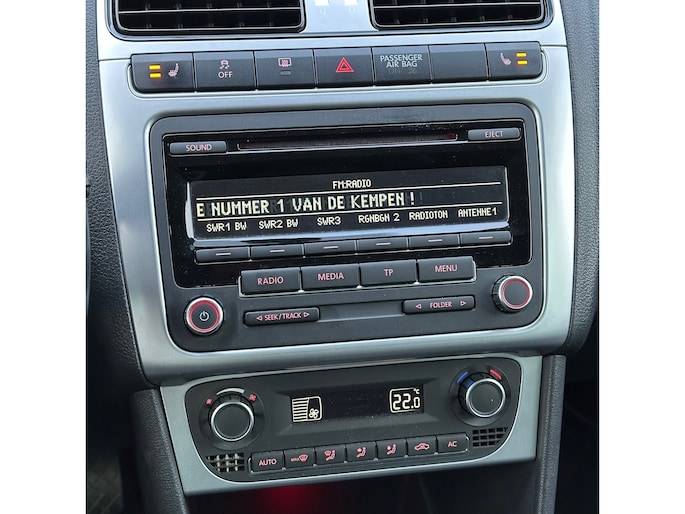 OFF PASSENGER AIR BAG
SOUND EJECT
FM:RADIO
E NUMMER 1 VAN DE KEMPEN !
SWR1 BW SWR2 BW SWR3 RGNBGN 2 RADIOTON ANTENNE1
RADIO MEDIA TP MENU
SEEK/TRACK FOLDER
22.0 °C
AUTO MAX AC